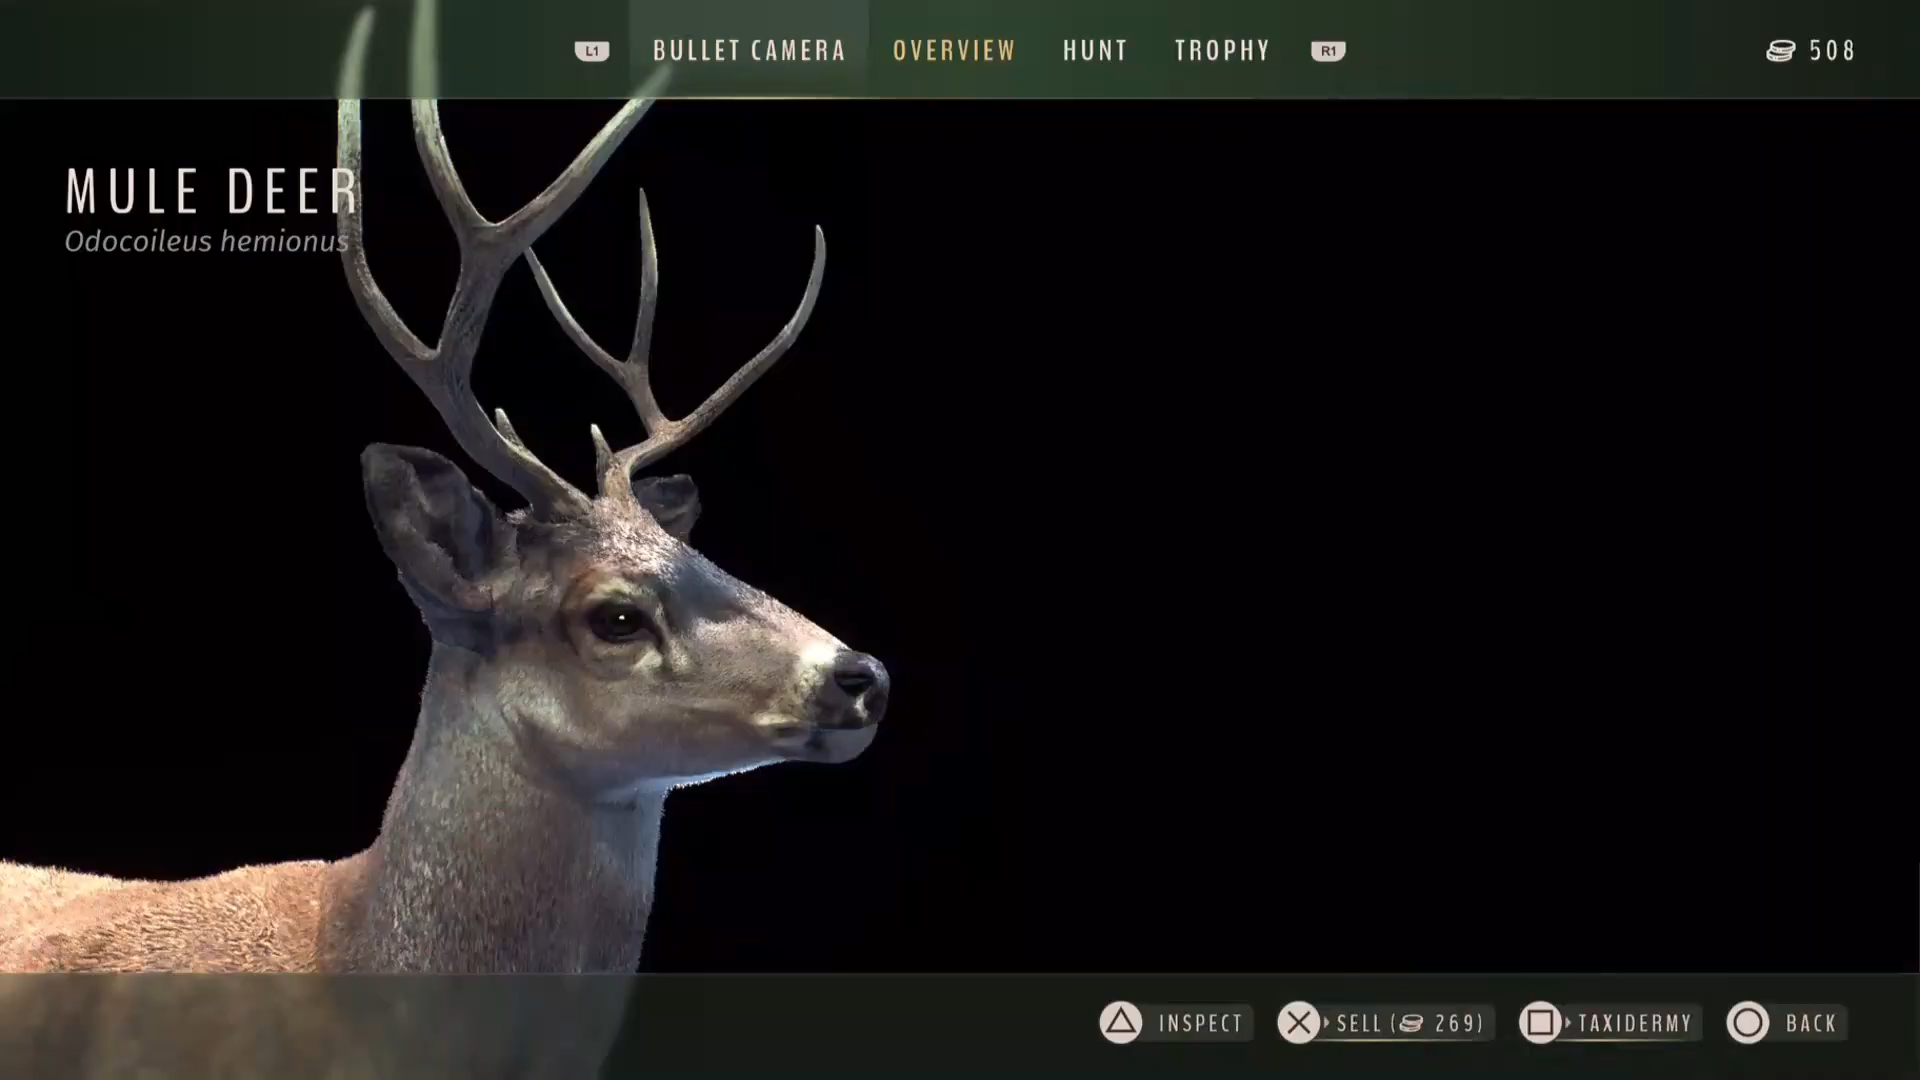 L1 BULLET CAMERA OVERVIEW HUNT TROPHY R1 508
MULE DEER
Odocoileus hemionus
INSPECT SELL (269) TAXIDERMY BACK